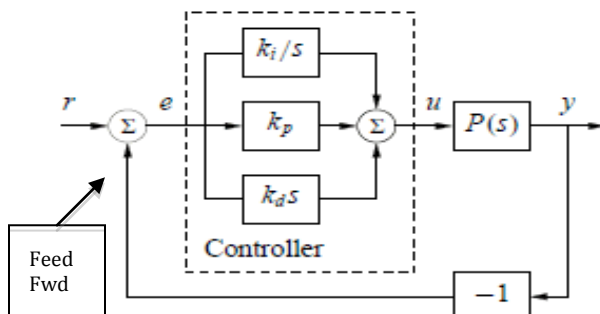 k_i/s
r
Σ
e
k_p
Σ
u
P(s)
y
k_d s
Controller
Feed
Fwd
−1